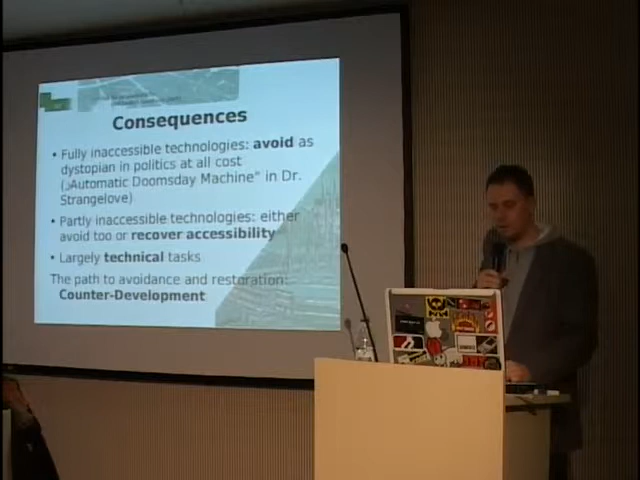 Consequences
• Fully inaccessible technologies: avoid as
dystopian in politics at all cost
(„Automatic Doomsday Machine“ in Dr.
Strangelove)
• Partly inaccessible technologies: either
avoid too or recover accessibility
• Largely technical tasks
The path to avoidance and restoration:
Counter-Development